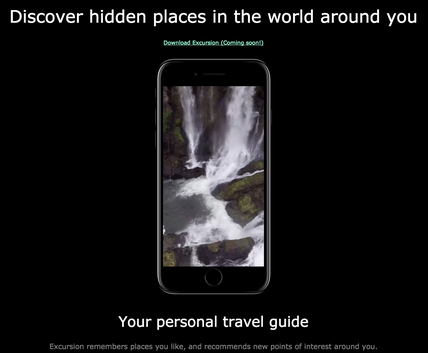 Discover hidden places in the world around you
Download Excursion (Coming soon!)
Your personal travel guide
Excursion remembers places you like, and recommends new points of interest around you.